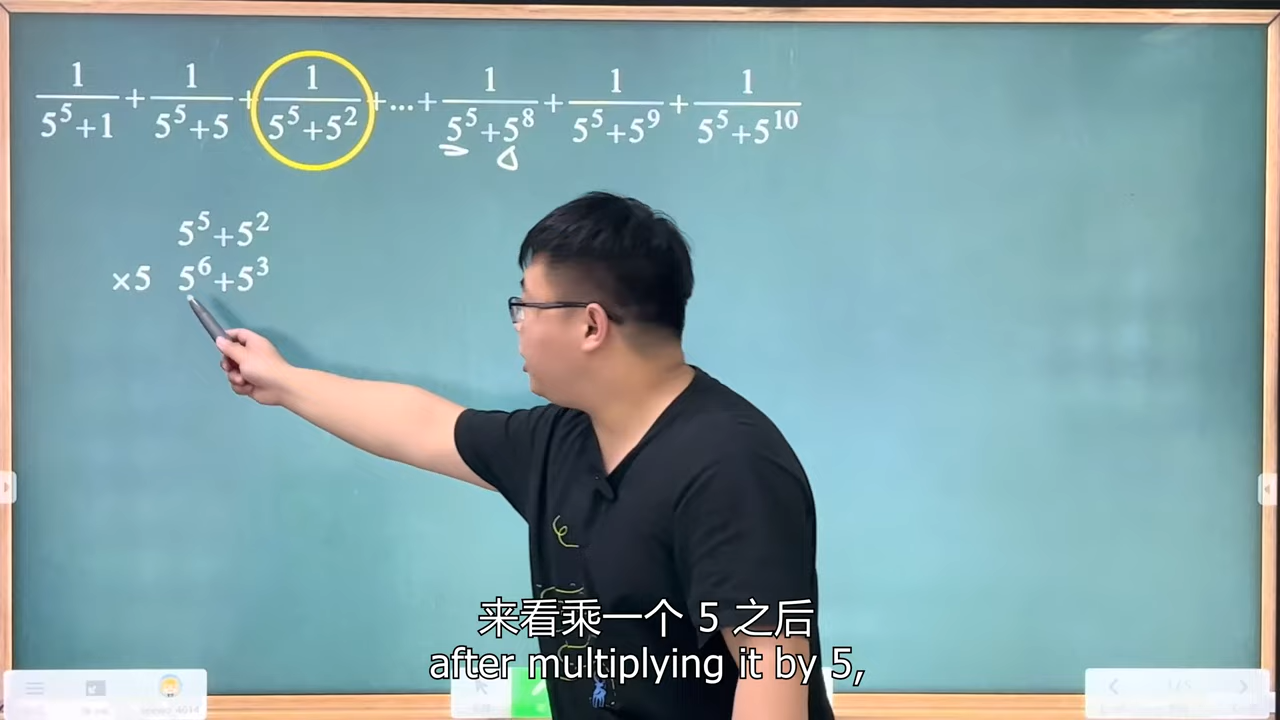 1/(5^5+1) + 1/(5^5+5) + 1/(5^5+5^2) +...+ 1/(5^5+5^8) + 1/(5^5+5^9) + 1/(5^5+5^10)
5^5+5^2
×5 5^6+5^3
来看乘一个 5 之后
after multiplying it by 5,